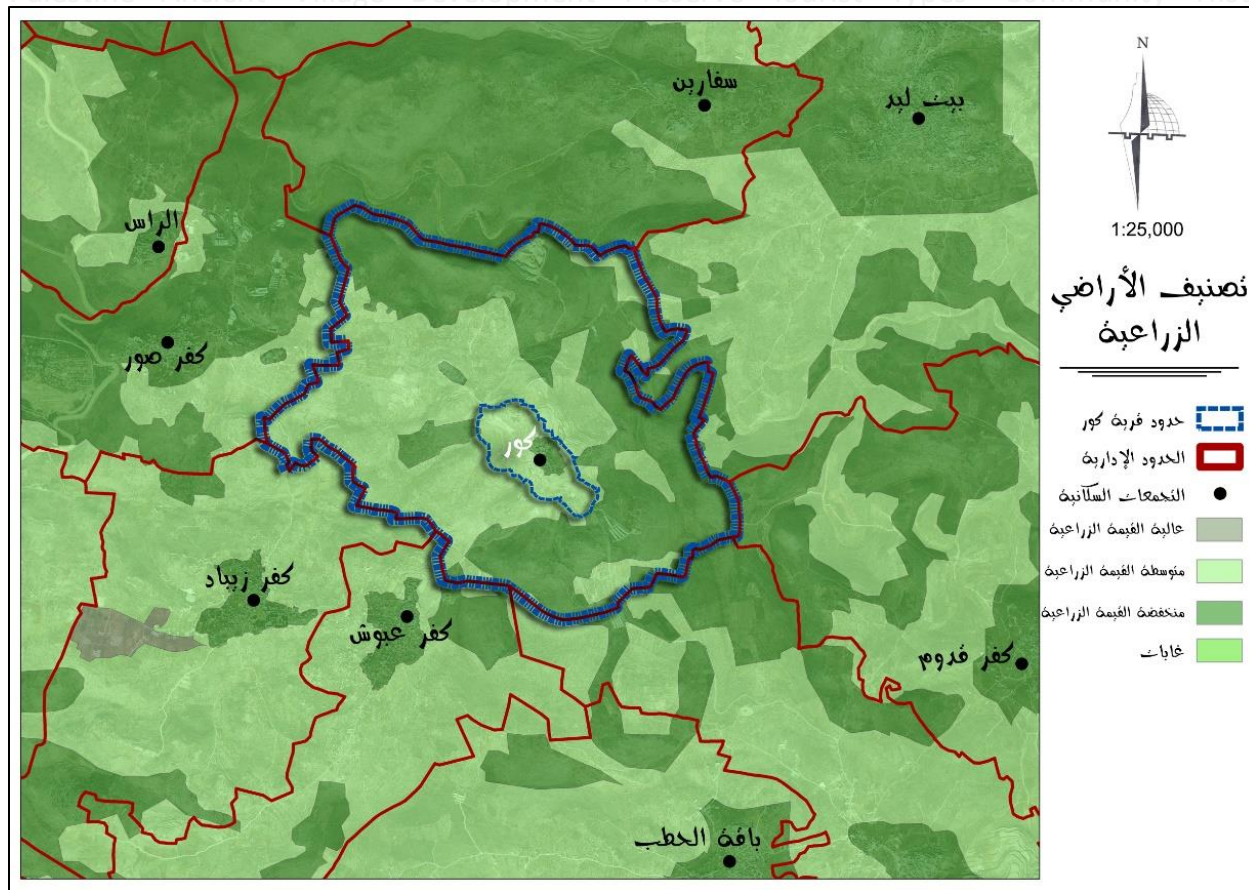 سفارين
بيت ليد
الراس
كفر صور
كور
كفر زيباد
كفر عبوش
كفر قدوم
باقة الحطب
N
1:25,000
تصنيف الأراضي
الزراعية
حدود قرية كور
الحدود الإدارية
التجمعات السكانية
عالية القيمة الزراعية
متوسطة القيمة الزراعية
منخفضة القيمة الزراعية
غابات